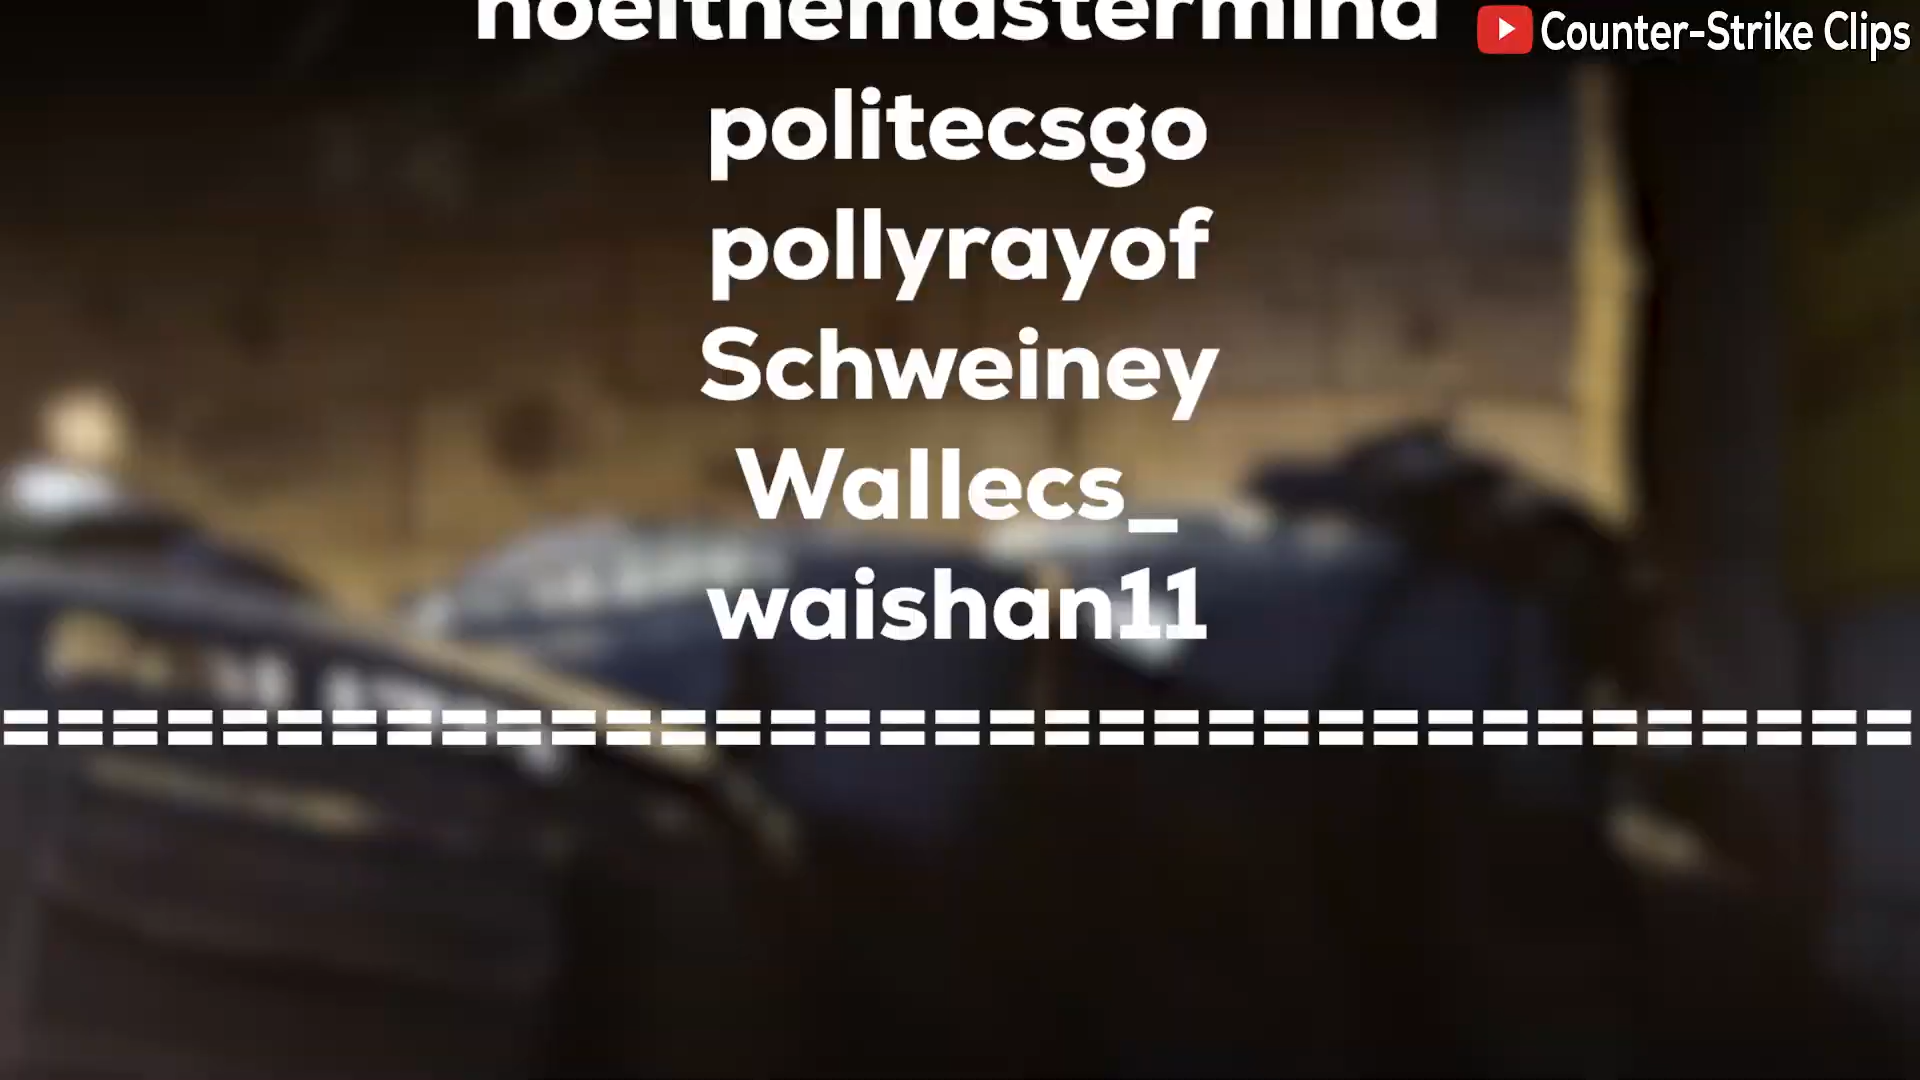 noelthemastermind
Counter-Strike Clips
politecsgo
pollyrayof
Schweiney
Wallecs_
waishan11
===================================